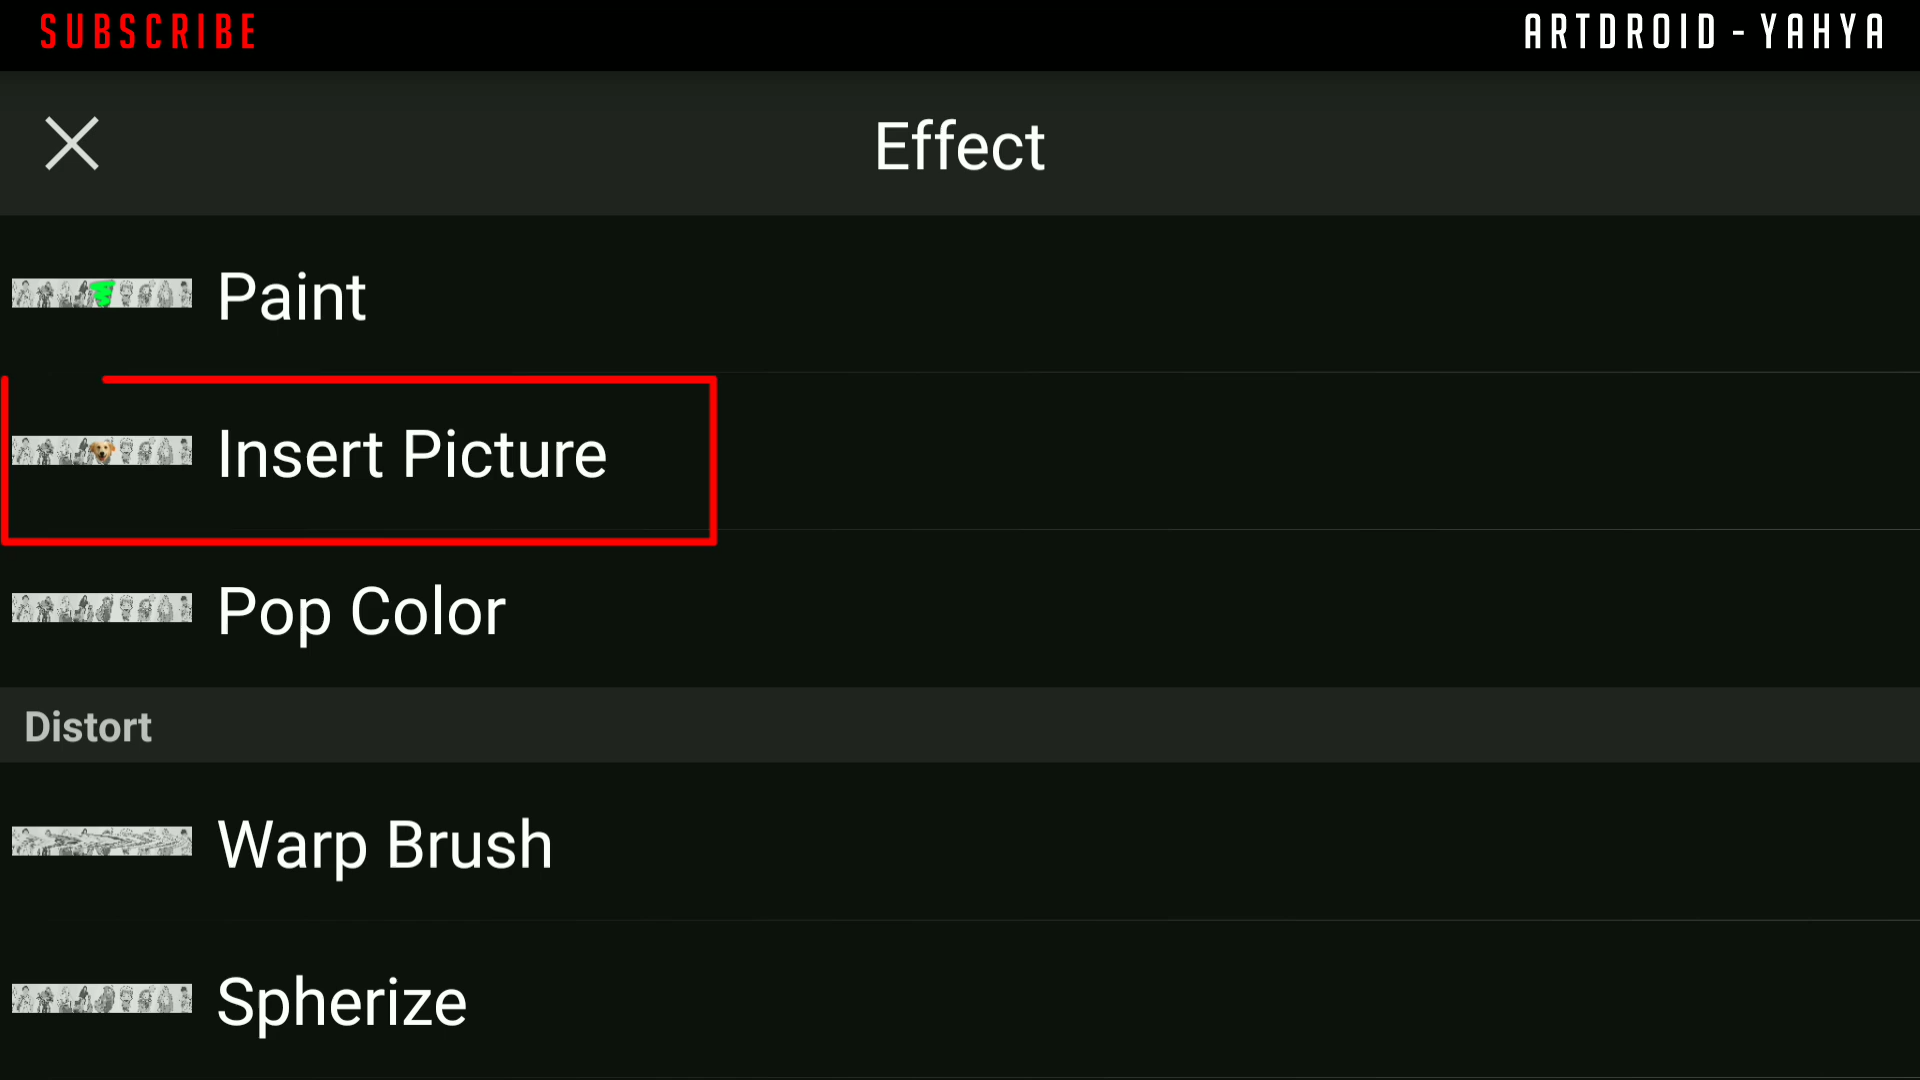 SUBSCRIBE
ARTDROID - YAHYA
Effect
Paint
Insert Picture
Pop Color
Distort
Warp Brush
Spherize